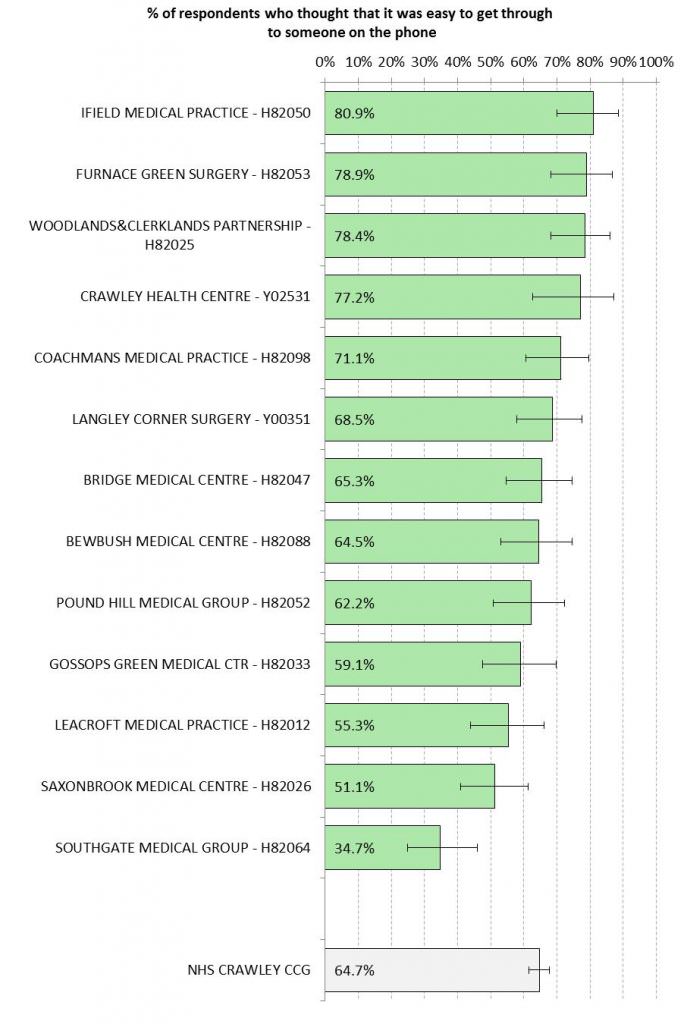 % of respondents who thought that it was easy to get through
to someone on the phone
0% 10% 20% 30% 40% 50% 60% 70% 80% 90% 100%
IFIELD MEDICAL PRACTICE - H82050 80.9%
FURNACE GREEN SURGERY - H82053 78.9%
WOODLANDS&CLERKLANDS PARTNERSHIP -
H82025 78.4%
CRAWLEY HEALTH CENTRE - Y02531 77.2%
COACHMANS MEDICAL PRACTICE - H82098 71.1%
LANGLEY CORNER SURGERY - Y00351 68.5%
BRIDGE MEDICAL CENTRE - H82047 65.3%
BEWBUSH MEDICAL CENTRE - H82088 64.5%
POUND HILL MEDICAL GROUP - H82052 62.2%
GOSSOPS GREEN MEDICAL CTR - H82033 59.1%
LEACROFT MEDICAL PRACTICE - H82012 55.3%
SAXONBROOK MEDICAL CENTRE - H82026 51.1%
SOUTHGATE MEDICAL GROUP - H82064 34.7%
NHS CRAWLEY CCG 64.7%